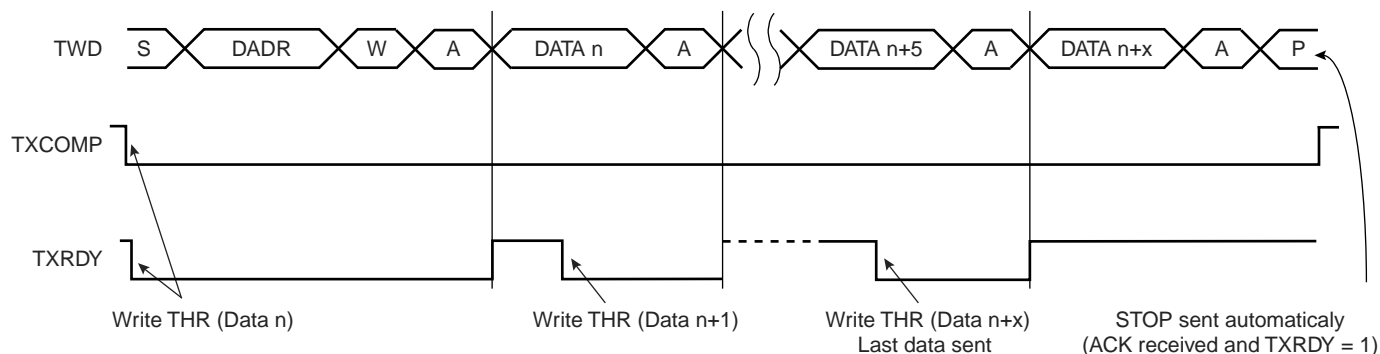 TWD S DADR W A DATA n A DATA n+5 A DATA n+x A P
TXCOMP
TXRDY
Write THR (Data n) Write THR (Data n+1) Write THR (Data n+x) STOP sent automaticaly
Last data sent (ACK received and TXRDY = 1)